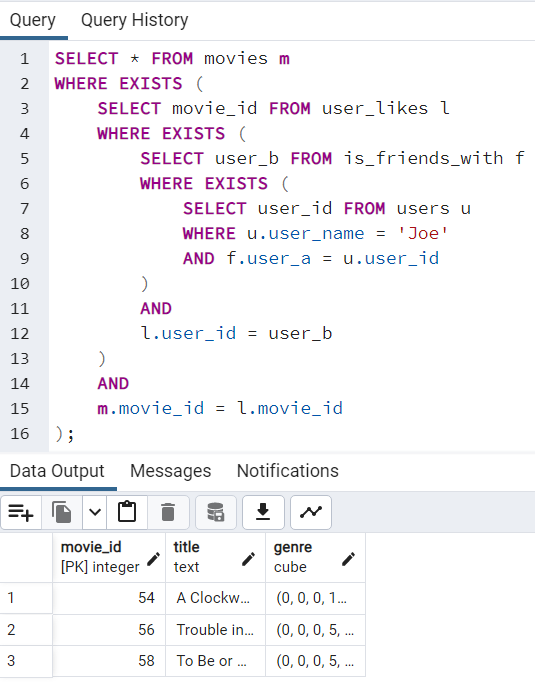 Query Query History
1 SELECT * FROM movies m
2 WHERE EXISTS (
3 SELECT movie_id FROM user_likes l
4 WHERE EXISTS (
5 SELECT user_b FROM is_friends_with f
6 WHERE EXISTS (
7 SELECT user_id FROM users u
8 WHERE u.user_name = 'Joe'
9 AND f.user_a = u.user_id
10 )
11 AND
12 l.user_id = user_b
13 )
14 AND
15 m.movie_id = l.movie_id
16 );
Data Output Messages Notifications
movie_id title genre
[PK] integer text cube
1 54 A Clockw... (0, 0, 0, 1...
2 56 Trouble in... (0, 0, 0, 5, ...
3 58 To Be or ... (0, 0, 0, 5, ...